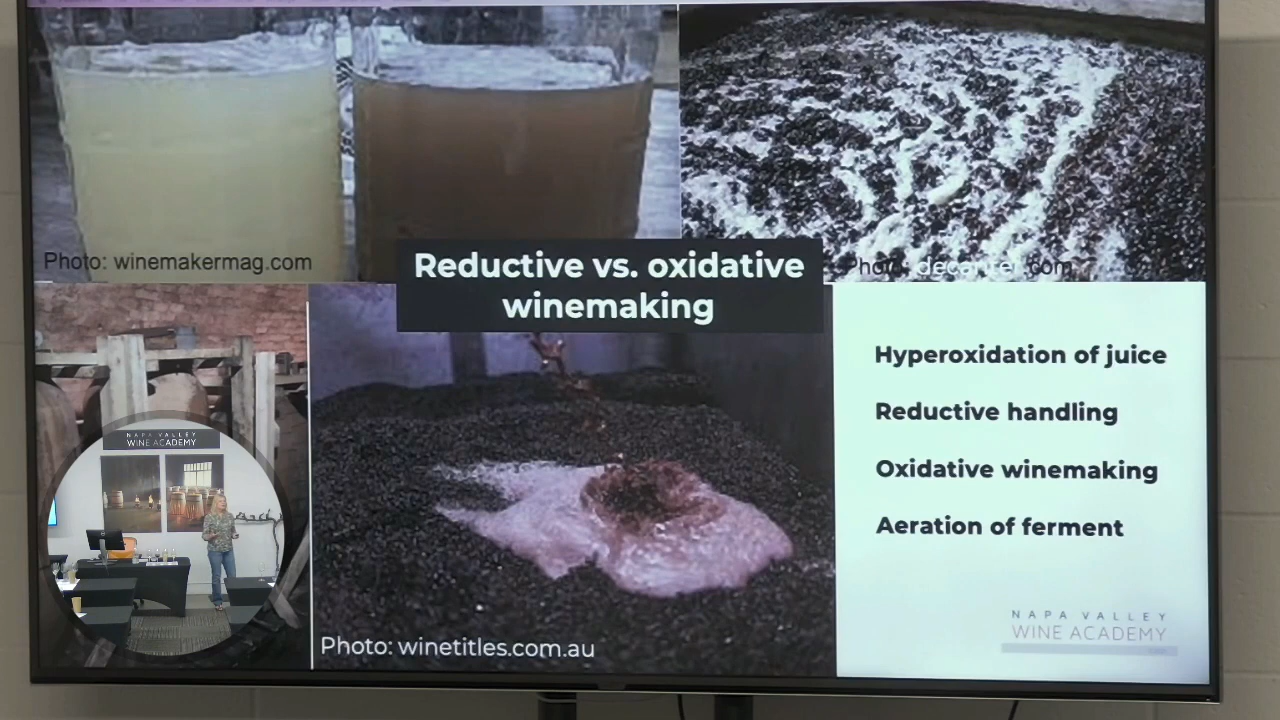 Photo: winemakermag.com
Photo: decanter.com
Reductive vs. oxidative
winemaking
Hyperoxidation of juice
Reductive handling
Oxidative winemaking
Aeration of ferment
NAPA VALLEY
WINE ACADEMY
Photo: winetitles.com.au
NAPA VALLEY
WINE ACADEMY